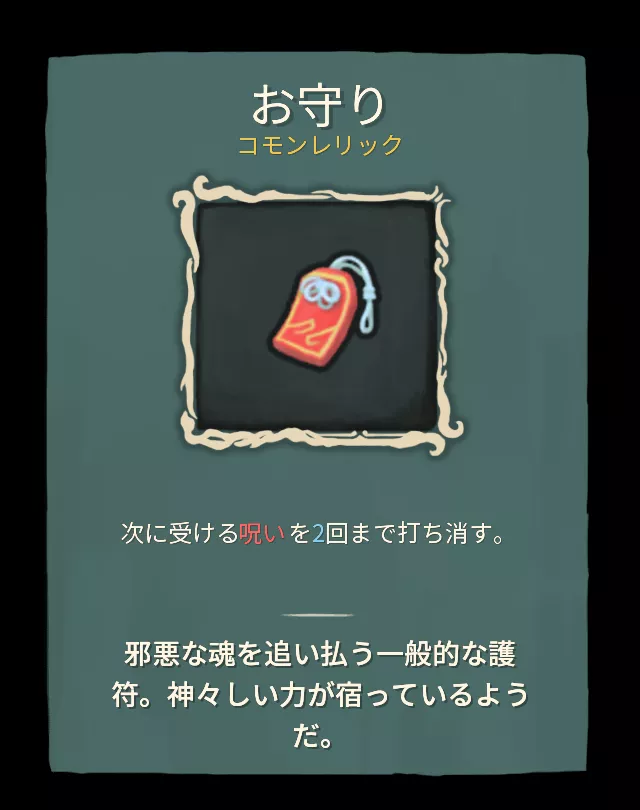 お守り
コモンレリック
次に受ける呪いを2回まで打ち消す。
邪悪な魂を追い払う一般的な護
符。神々しい力が宿っているよう
だ。